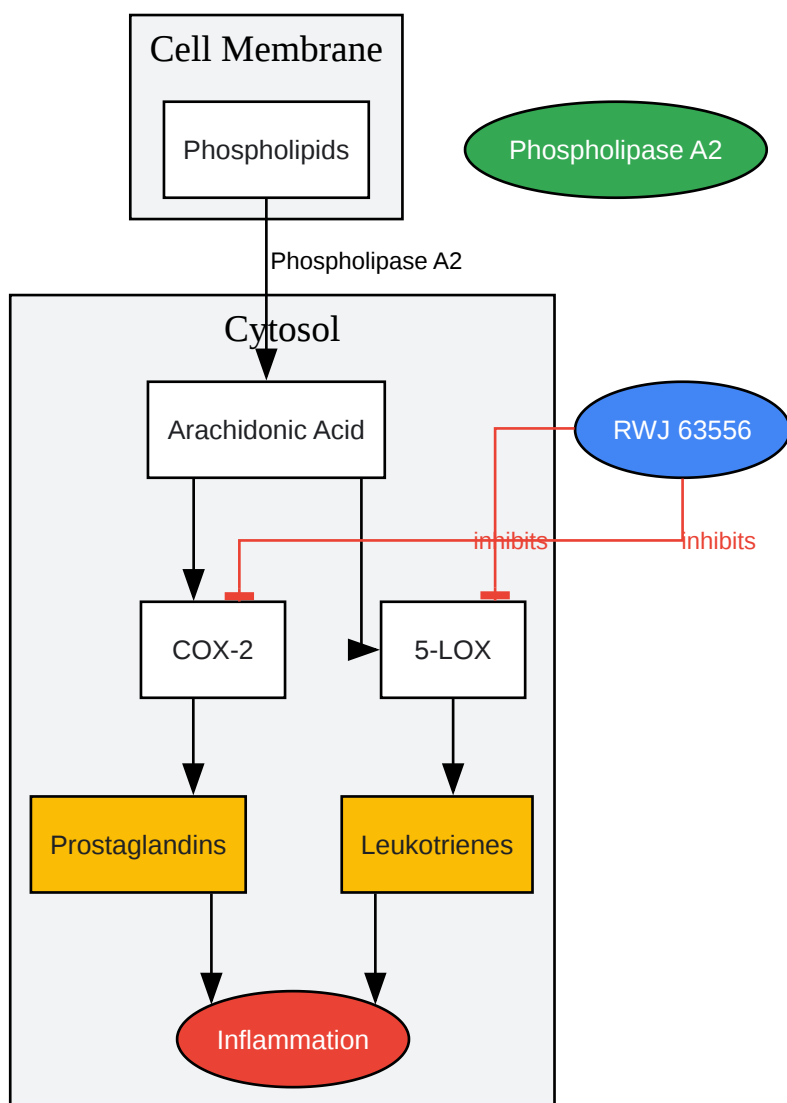 Cell Membrane
Phospholipids
Phospholipase A2
Phospholipase A2
Cytosol
Arachidonic Acid
RWJ 63556
inhibits
inhibits
COX-2
5-LOX
Prostaglandins
Leukotrienes
Inflammation